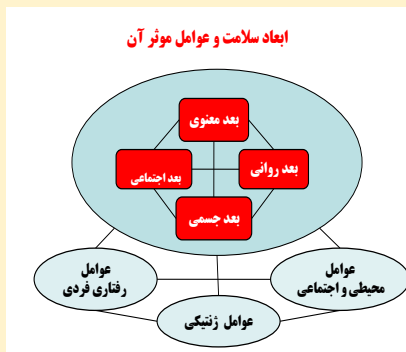 ابعاد سلامت و عوامل موثر آن
بعد معنوی
بعد روانی
بعد اجتماعی
بعد جسمی
عوامل
محیطی و اجتماعی
عوامل
رفتاری فردی
عوامل ژنتیکی